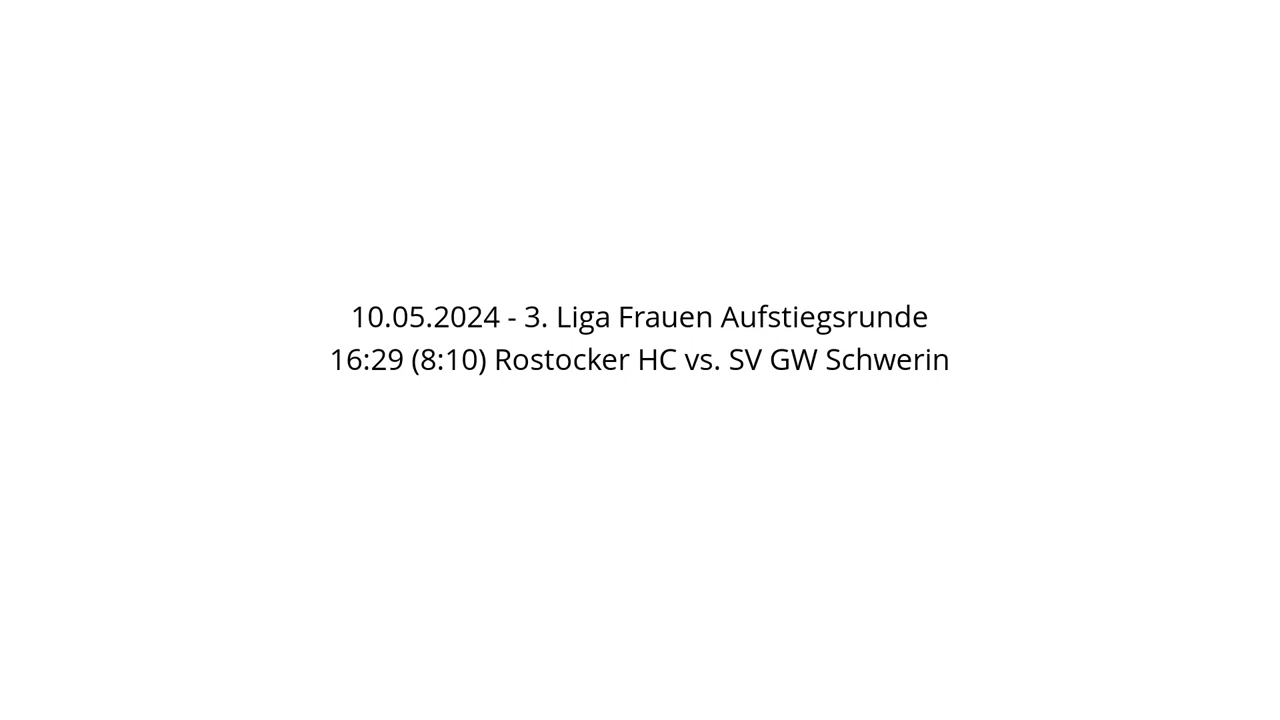 10.05.2024 - 3. Liga Frauen Aufstiegsrunde
16:29 (8:10) Rostocker HC vs. SV GW Schwerin